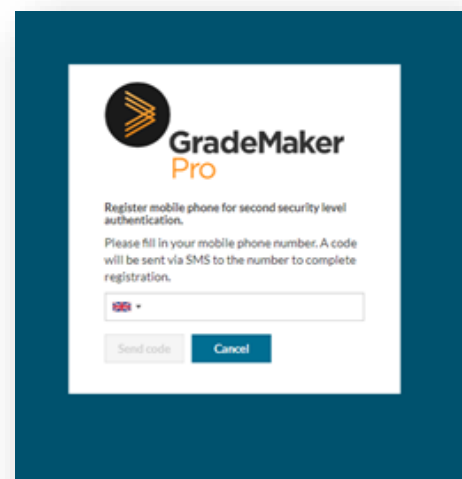 GradeMaker
Pro
Register mobile phone for second security level
authentication.
Please fill in your mobile phone number. A code
will be sent via SMS to the number to complete
registration.
Send code
Cancel